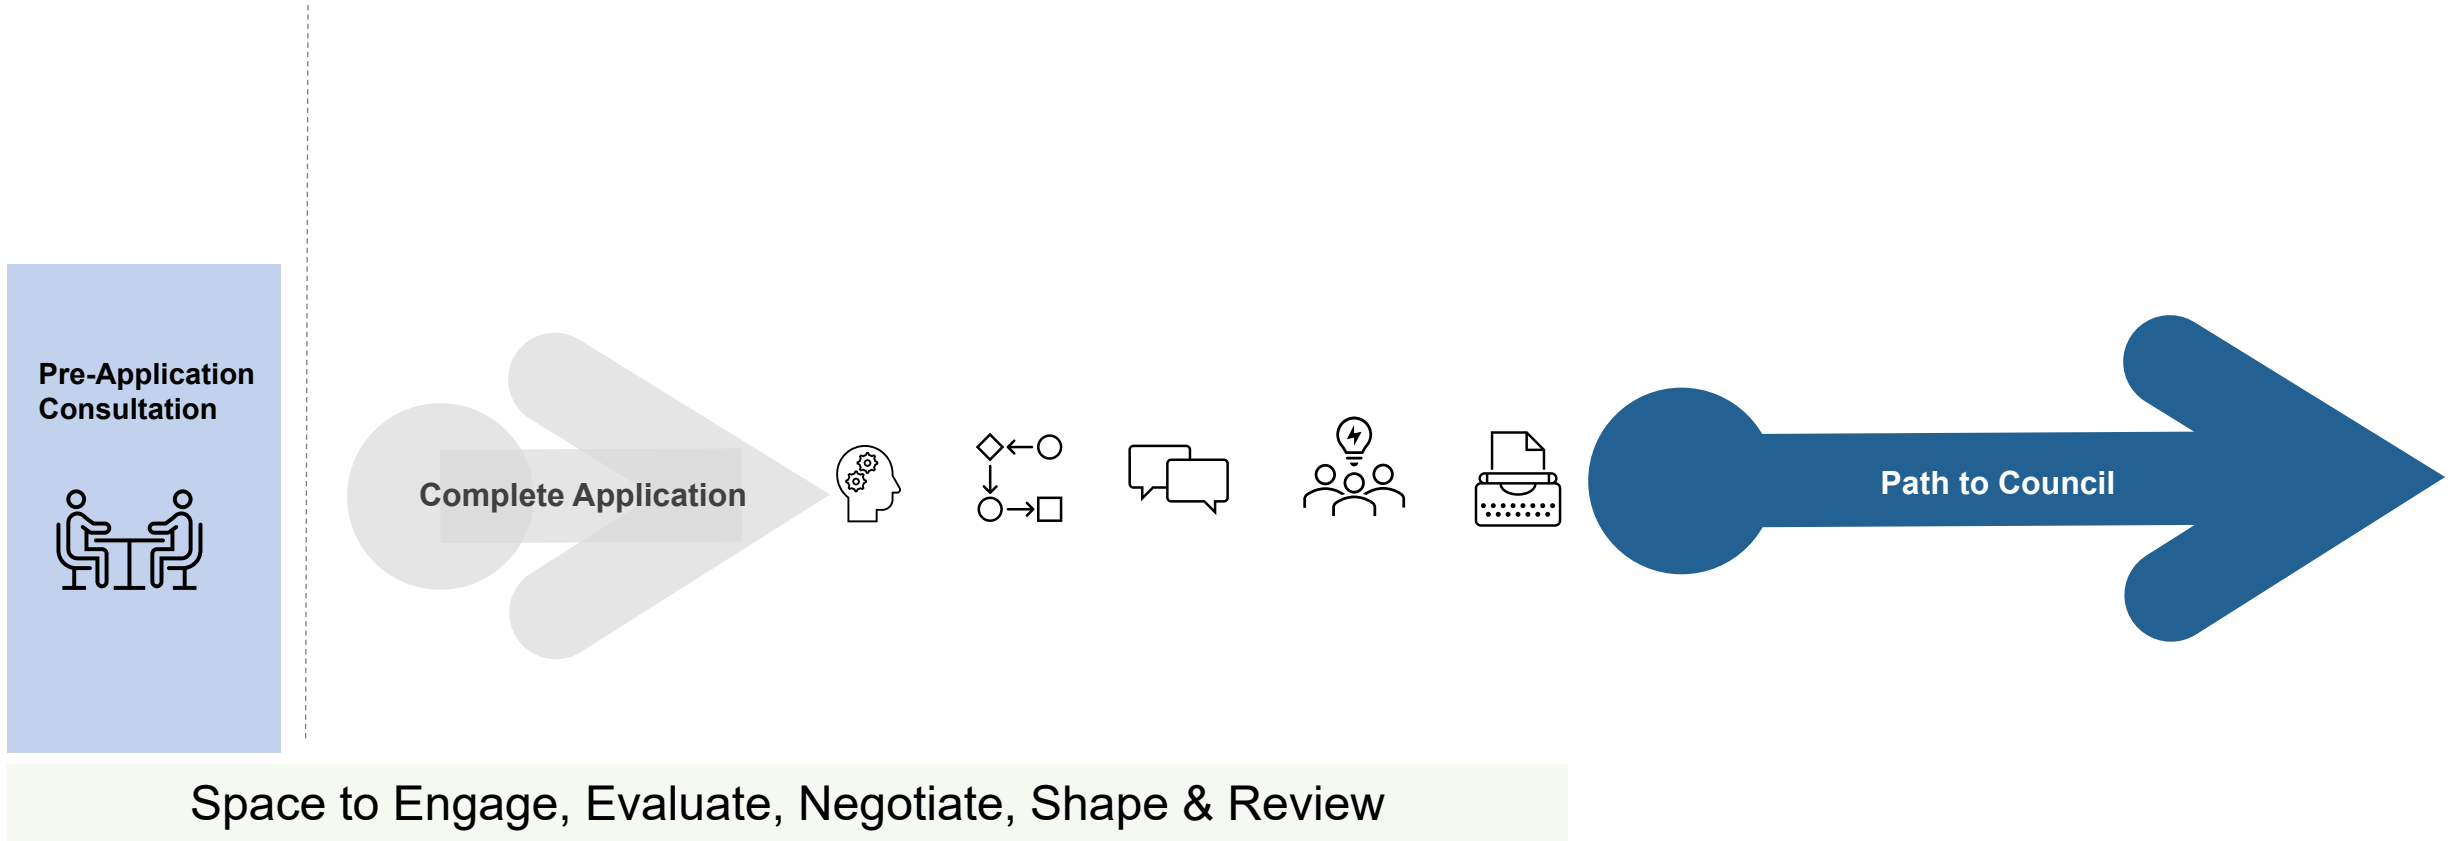 Pre-Application
Consultation
Complete Application
Path to Council
Space to Engage, Evaluate, Negotiate, Shape & Review